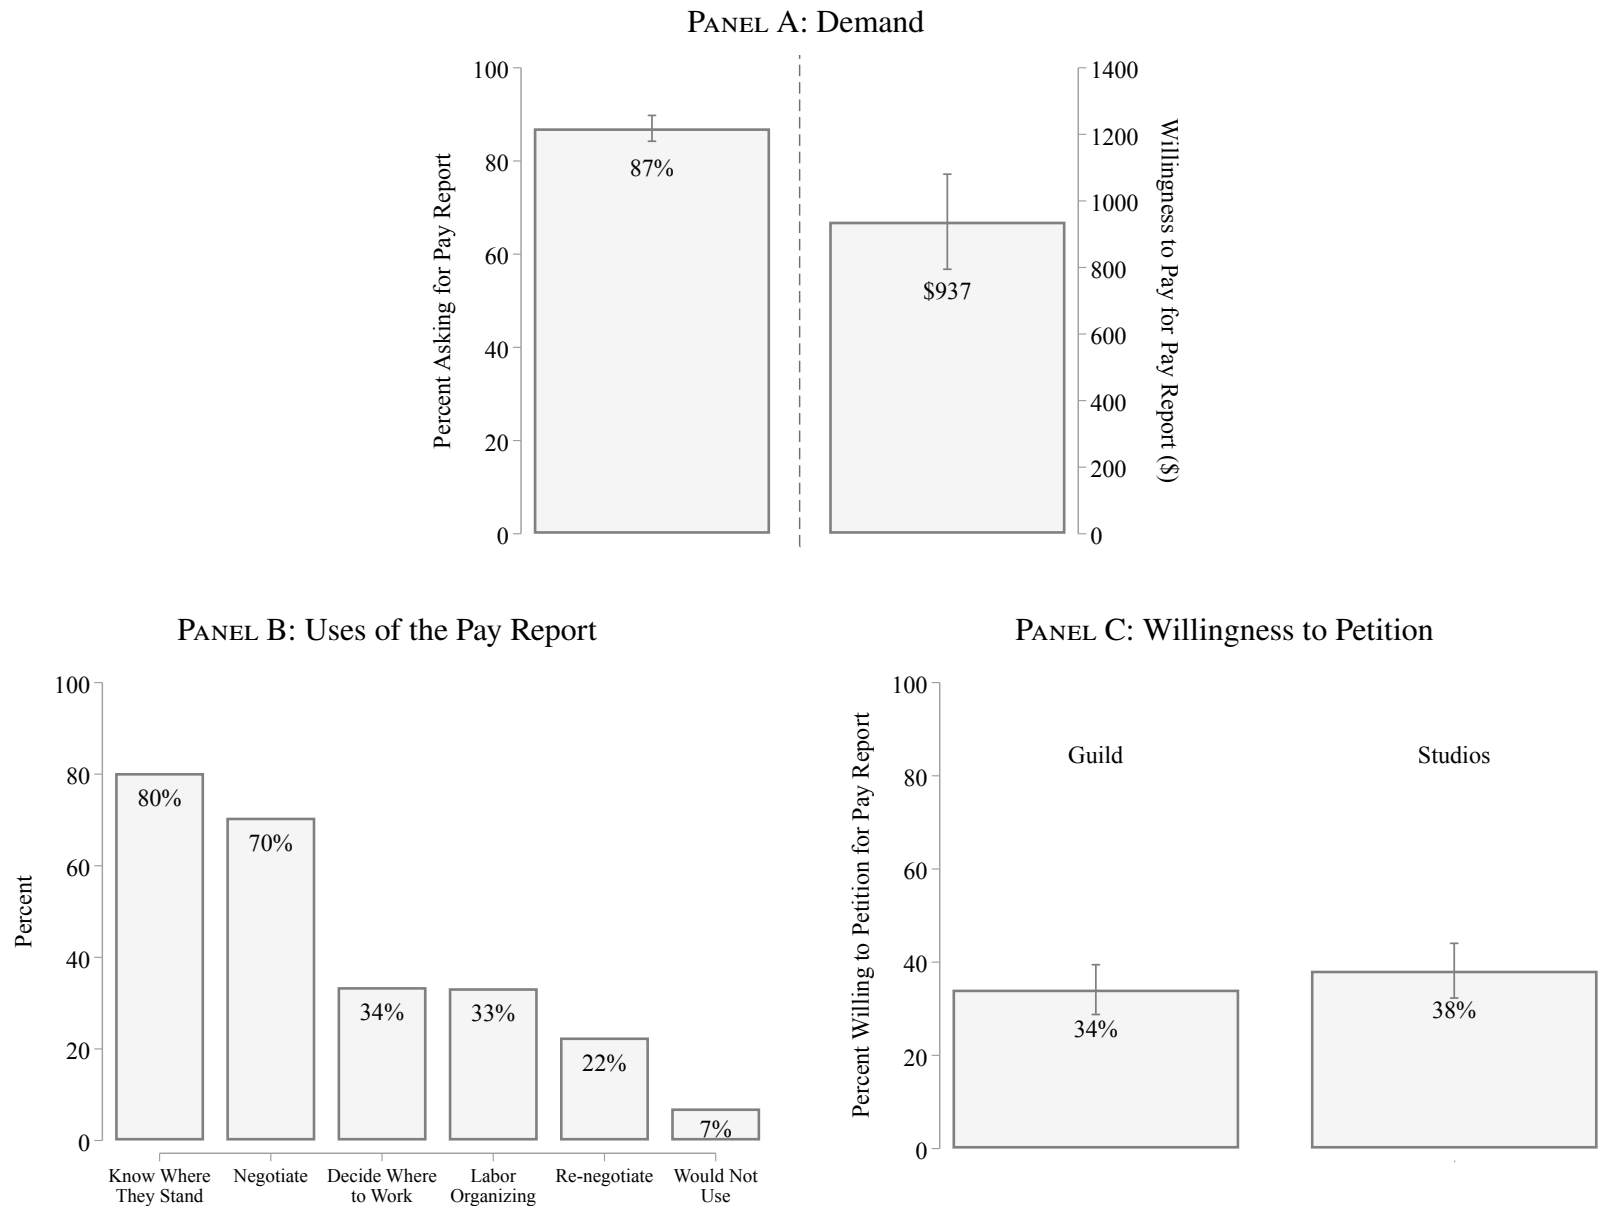 PANEL A: Demand
100
80
60
40
20
0
Percent Asking for Pay Report
87%
$937
1400
1200
1000
800
600
400
200
0
Willingness to Pay for Pay Report ($)
PANEL B: Uses of the Pay Report
100
80
60
40
20
0
Percent
80%
70%
34%
33%
22%
7%
Know Where
They Stand
Negotiate
Decide Where
to Work
Labor
Organizing
Re-negotiate
Would Not
Use
PANEL C: Willingness to Petition
100
80
60
40
20
0
Percent Willing to Petition for Pay Report
Guild
Studios
34%
38%